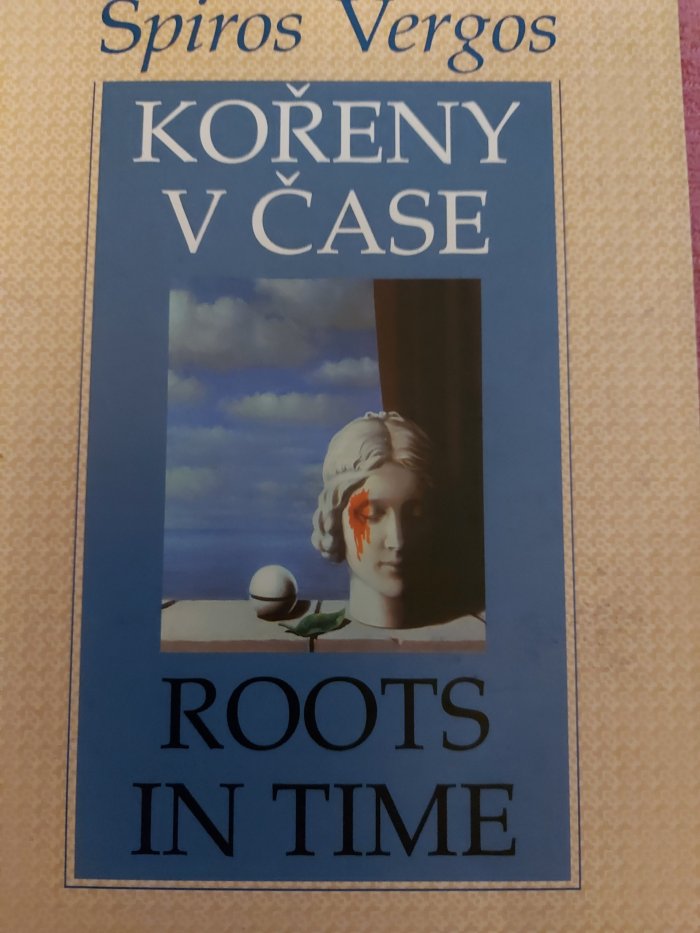 Spiros Vergos
KOŘENY
V ČASE
ROOTS
IN TIME